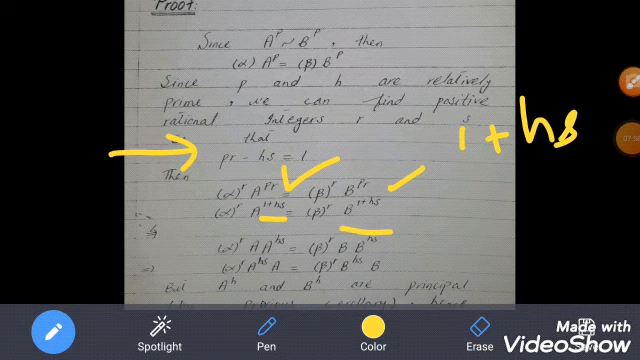 Proof:
Since A^p ~ B^p, then
(α) A^p = (β) B^p
Since p and h are relatively
prime, we can find positive
rational Integers r and s
that
pr - hs = 1
1 + hs
Then
(α)^r A^pr = (β)^r B^pr
(α)^r A^1+hs = (β)^r B^1+hs
(α)^r A A^hs = (β)^r B B^hs
=> (α)^r A^hs A = (β)^r B^hs B
But A^h and B^h are principal
hence
Spotlight
Pen
Color
Erase
Made with
VideoShow